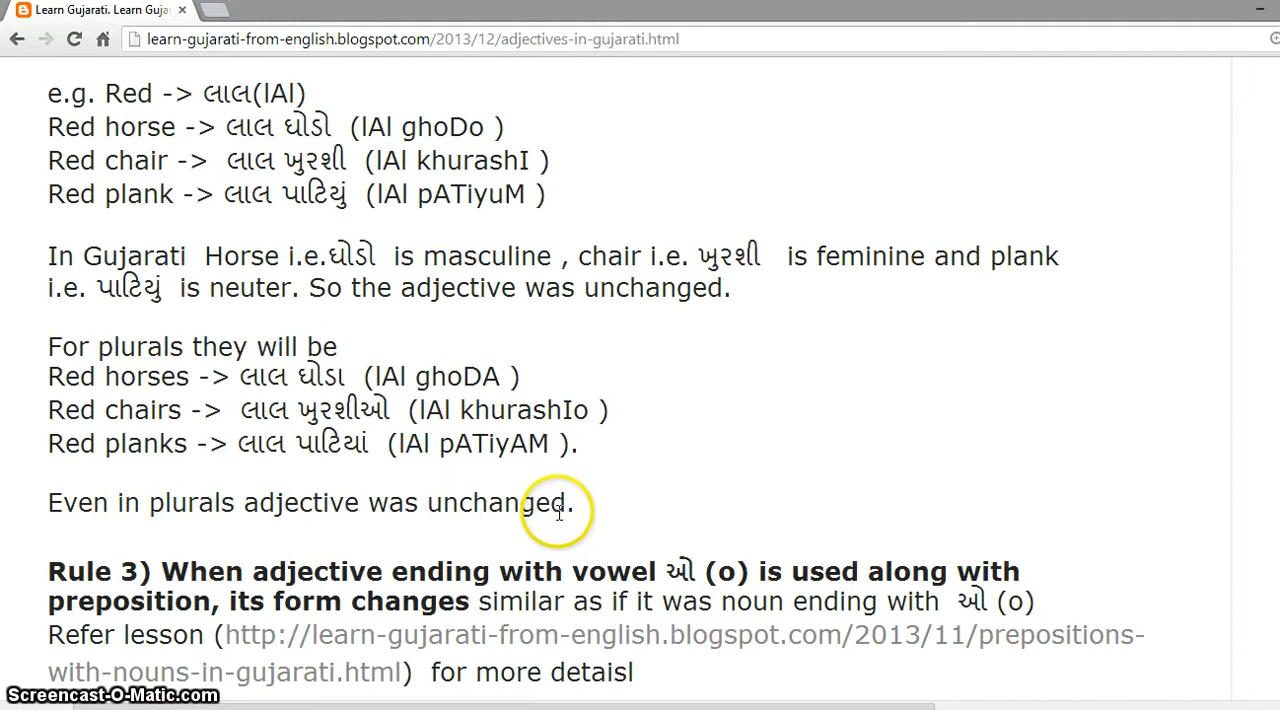 Learn Gujarati. Learn Guja
learn-gujarati-from-english.blogspot.com/2013/12/adjectives-in-gujarati.html
e.g. Red -> લાલ(lAl)
Red horse -> લાલ ઘોડો (lAl ghoDo )
Red chair -> લાલ ખુરશી (lAl khurashI )
Red plank -> લાલ પાટિયું (lAl pATiyuM )
In Gujarati Horse i.e.ઘોડો is masculine , chair i.e. ખુરશી is feminine and plank
i.e. પાટિયું is neuter. So the adjective was unchanged.
For plurals they will be
Red horses -> લાલ ઘોડા (lAl ghoDA )
Red chairs -> લાલ ખુરશીઓ (lAl khurashIo )
Red planks -> લાલ પાટિયાં (lAl pATiyAM ).
Even in plurals adjective was unchanged.
Rule 3) When adjective ending with vowel ઓ (o) is used along with
preposition, its form changes similar as if it was noun ending with ઓ (o)
Refer lesson (http://learn-gujarati-from-english.blogspot.com/2013/11/prepositions-
with-nouns-in-gujarati.html) for more detaisl
Screencast-O-Matic.com